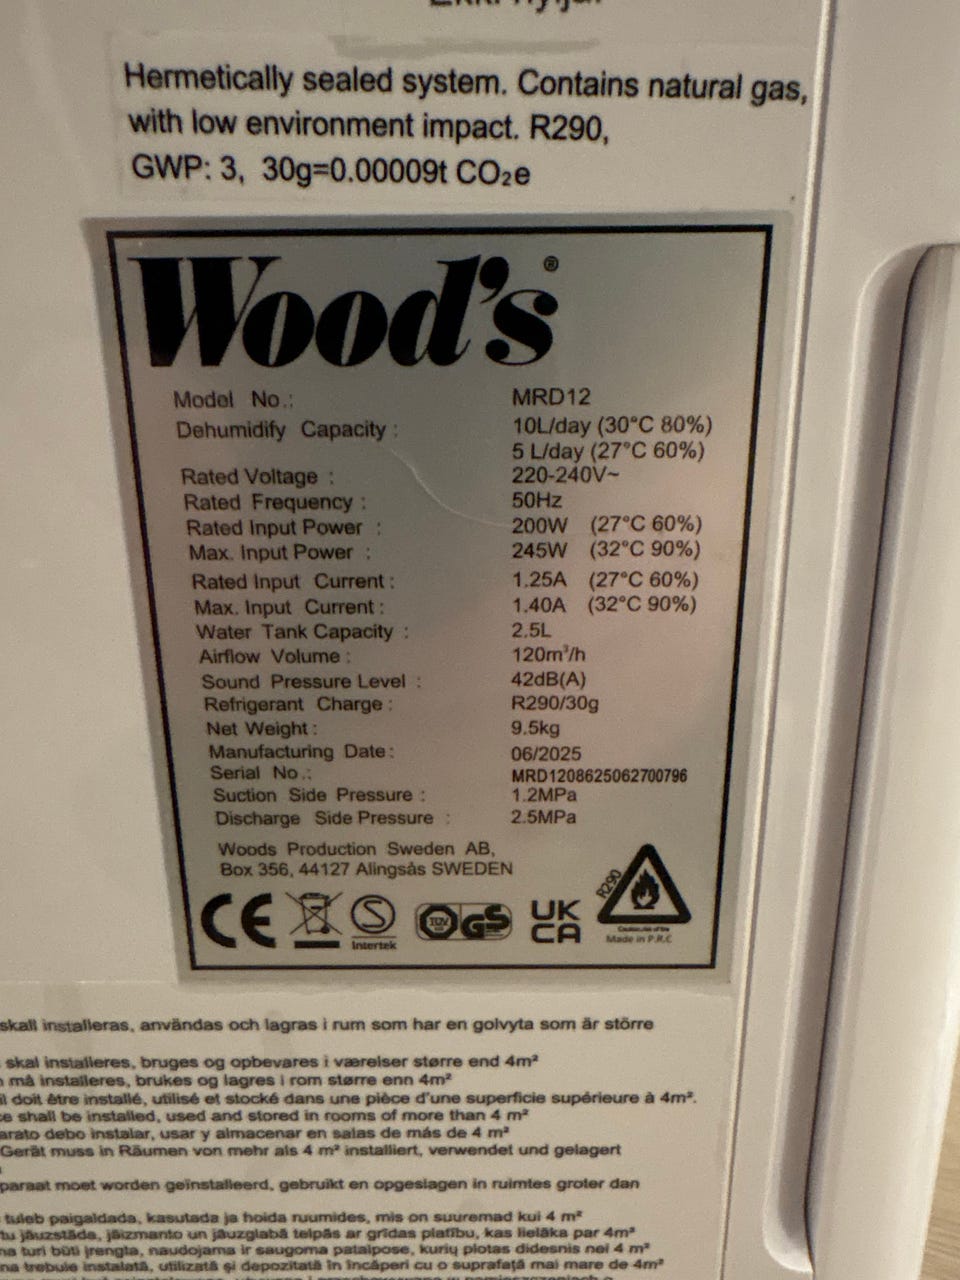 Hermetically sealed system. Contains natural gas,
with low environment impact. R290,
GWP: 3, 30g=0.00009t CO₂e
Wood's®
Model No.: MRD12
Dehumidify Capacity: 10L/day (30°C 80%)
5 L/day (27°C 60%)
Rated Voltage : 220-240V~
Rated Frequency : 50Hz
Rated Input Power : 200W (27°C 60%)
Max. Input Power : 245W (32°C 90%)
Rated Input Current : 1.25A (27°C 60%)
Max. Input Current : 1.40A (32°C 90%)
Water Tank Capacity : 2.5L
Airflow Volume : 120m³/h
Sound Pressure Level : 42dB(A)
Refrigerant Charge : R290/30g
Net Weight : 9.5kg
Manufacturing Date : 06/2025
Serial No.: MRD1208625062700796
Suction Side Pressure : 1.2MPa
Discharge Side Pressure : 2.5MPa
Woods Production Sweden AB,
Box 356, 44127 Alingsås SWEDEN
CE S Intertek TÜV GS UK CA R290
Made in P.R.C
skall installeras, användas och lagras i rum som har en golvyta som är större
skal installeres, bruges og opbevares i værelser større end 4m²
må installeres, brukes og lagres i rom større enn 4m²
doit être installé, utilisé et stocké dans une pièce d'une superficie supérieure à 4m².
shall be installed, used and stored in rooms of more than 4 m²
debo instalar, usar y almacenar en salas de más de 4 m²
Gerät muss in Räumen von mehr als 4 m² installiert, verwendet und gelagert
moet worden geïnstalleerd, gebruikt en opgeslagen in ruimtes groter dan
tuleb paigaldada, kasutada ja hoida ruumides, mis on suuremad kui 4 m²
jāuzstāda, jāizmanto un jāuzglabā telpās ar grīdas platību, kas lielāka par 4m²
turi būti įrengta, naudojama ir saugoma patalpose, kurių plotas didesnis nei 4 m²
trebuie instalată, utilizată și depozitată în încăperi cu o suprafață mai mare de 4m²